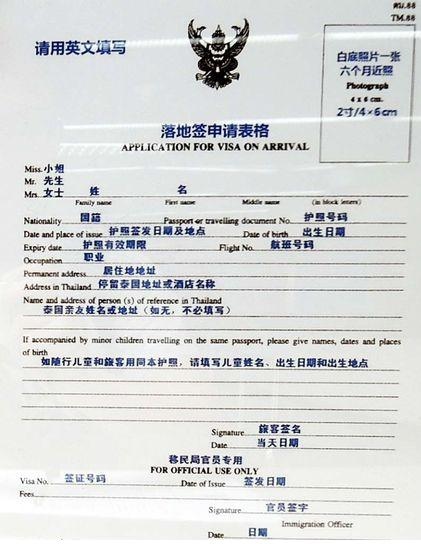 TM.88
请用英文填写
白底照片一张
六个月近照
Photograph
4 x 6 cm.
2寸/4×6cm
落地签申请表格
APPLICATION FOR VISA ON ARRIVAL
Miss. 小姐
Mr. 先生
Mrs. 女士 姓 名
Family name First name Middle name (in block letters)
Nationality 国籍 Passport or travelling document No. 护照号码
Date and place of issue 护照签发日期及地点 Date of birth 出生日期
Expiry date 护照有效期限 Flight No. 航班号码
Occupation 职业
Permanent address 居住地地址
Address in Thailand 停留泰国地址或酒店名称
Name and address of person (s) of reference in Thailand
泰国亲友姓名或地址（如无，不必填写）
If accompanied by minor children travelling on the same passport, please give names, dates and places
of birth 如随行儿童和旅客用同本护照，请填写儿童姓名、出生日期和出生地点
Signature 旅客签名
Date 当天日期
移民局官员专用
FOR OFFICIAL USE ONLY
Visa No. 签证号码 Date of Issue 签发日期
Fees
Signature 官员签字
Immigration Officer
Date 日期